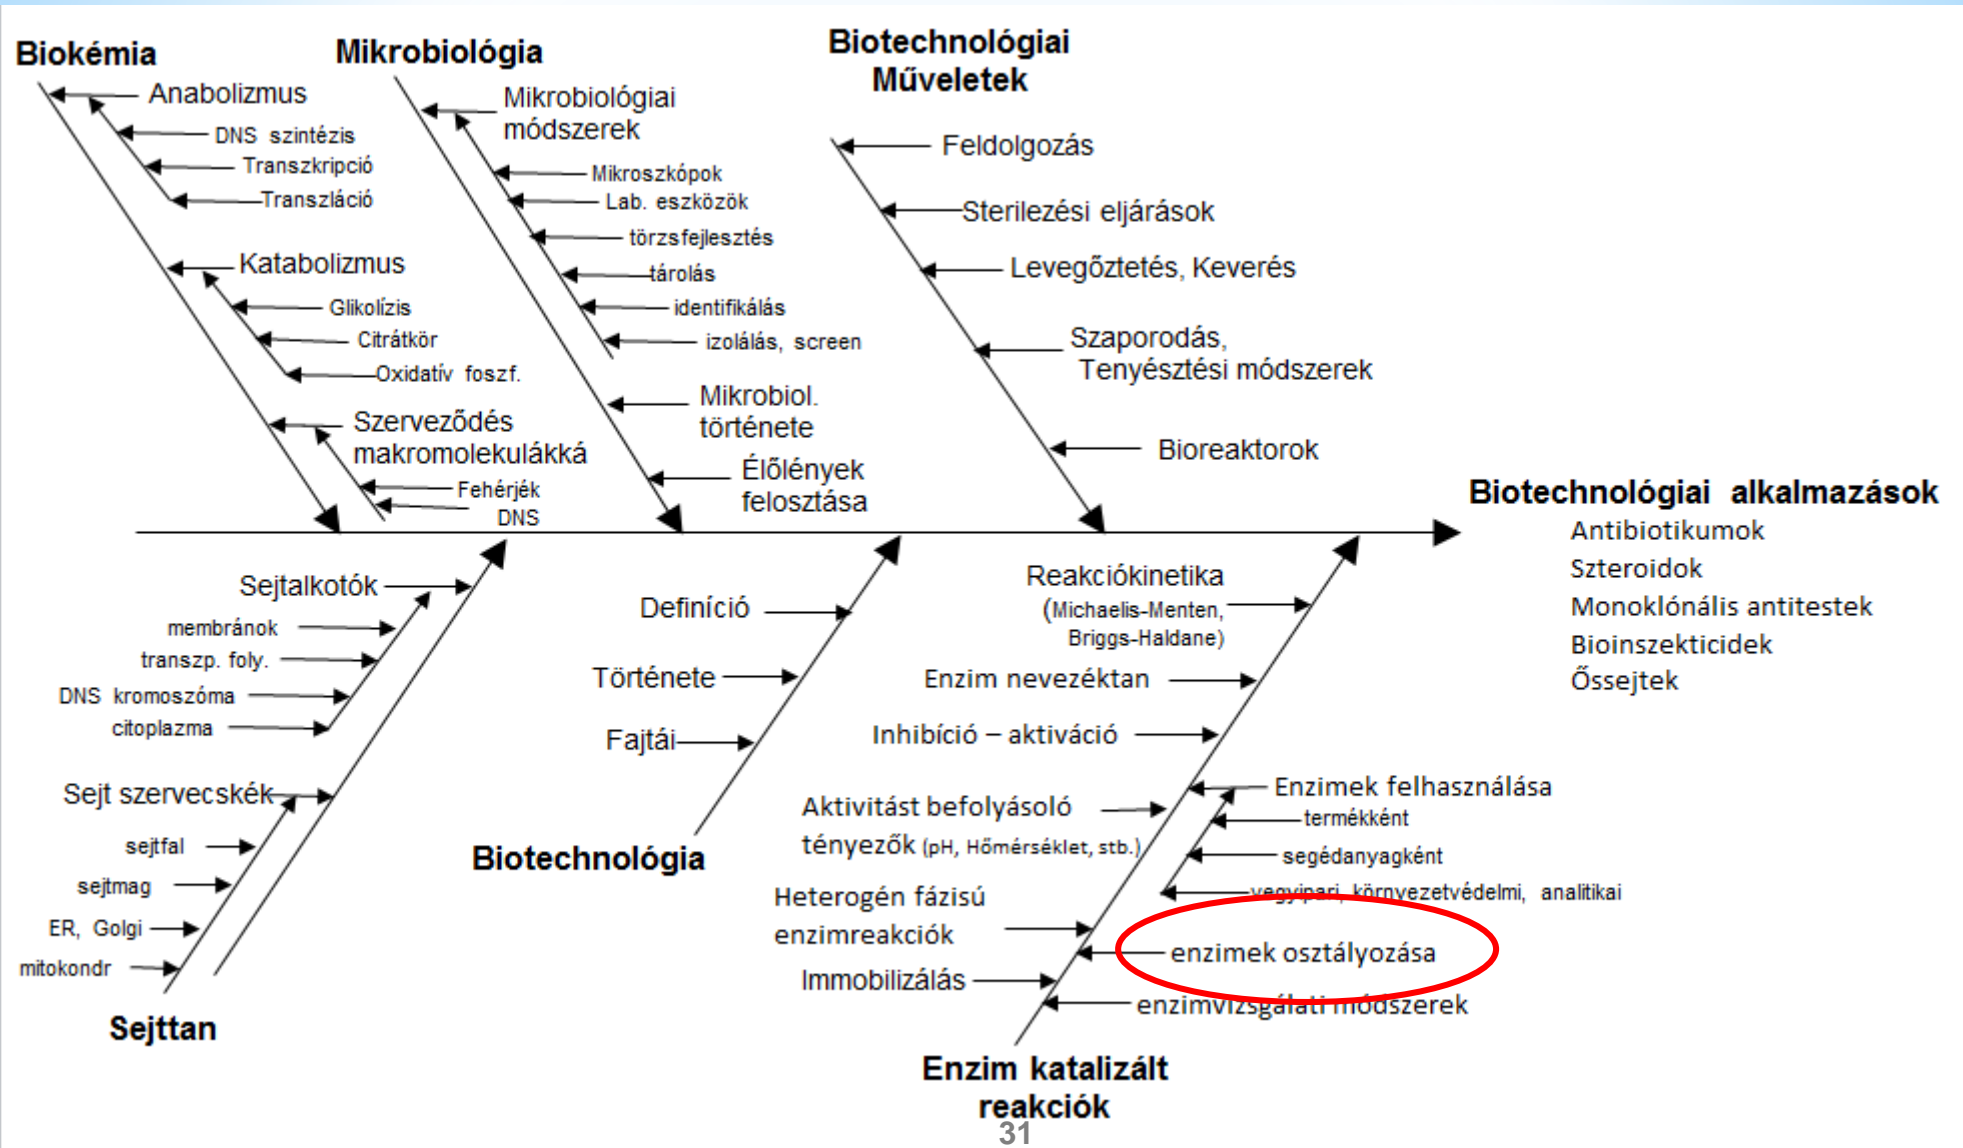 Biokémia
Anabolizmus
DNS szintézis
Transzkripció
Transzláció
Katabolizmus
Glikolízis
Citrátkör
Oxidatív foszf.
Szerveződés
makromolekulákká
Fehérjék
DNS
Mikrobiológia
Mikrobiológiai
módszerek
Mikroszkópok
Lab. eszközök
törzsfejlesztés
tárolás
identifikálás
izolálás, screen
Mikrobiol.
története
Élőlények
felosztása
Biotechnológiai
Műveletek
Feldolgozás
Sterilezési eljárások
Levegőztetés, Keverés
Szaporodás,
Tenyésztési módszerek
Bioreaktorok
Biotechnológiai alkalmazások
Antibiotikumok
Szteroidok
Monoklónális antitestek
Bioinszekticidek
Őssejtek
Sejtalkotók
membránok
transzp. foly.
DNS kromoszóma
citoplazma
Sejt szervecskék
sejtfal
sejtmag
ER, Golgi
mitokondr
Sejttan
Definíció
Története
Fajtái
Biotechnológia
Reakciókinetika
(Michaelis-Menten,
Briggs-Haldane)
Enzim nevezéktan
Inhibíció – aktiváció
Aktivitást befolyásoló
tényezők (pH, Hőmérséklet, stb.)
Heterogén fázisú
enzimreakciók
Immobilizálás
Enzimek felhasználása
termékként
segédanyagként
vegyipari, környezetvédelmi, analitikai
enzimek osztályozása
enzimvizsgálati módszerek
Enzim katalizált
reakciók
31